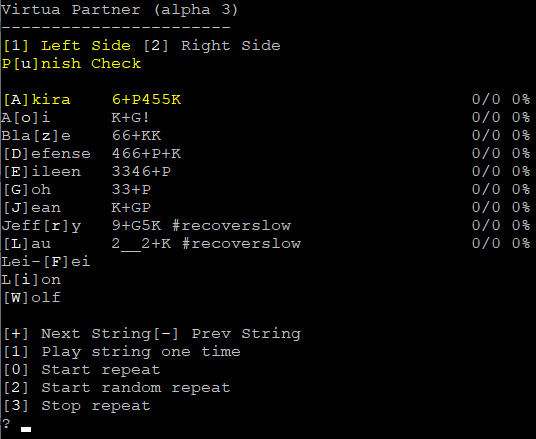 Virtua Partner (alpha 3)
-------------------------
[1] Left Side [2] Right Side
P[u]nish Check
[A]kira 6+P455K 0/0 0%
A[o]i K+G! 0/0 0%
Bla[z]e 66+KK 0/0 0%
[D]efense 466+P+K 0/0 0%
[E]ileen 3346+P 0/0 0%
[G]oh 33+P 0/0 0%
[J]ean K+GP 0/0 0%
Jeff[r]y 9+G5K #recoverslow 0/0 0%
[L]au 2__2+K #recoverslow 0/0 0%
Lei-[F]ei
L[i]on
[W]olf
[+] Next String[-] Prev String
[1] Play string one time
[0] Start repeat
[2] Start random repeat
[3] Stop repeat
? _